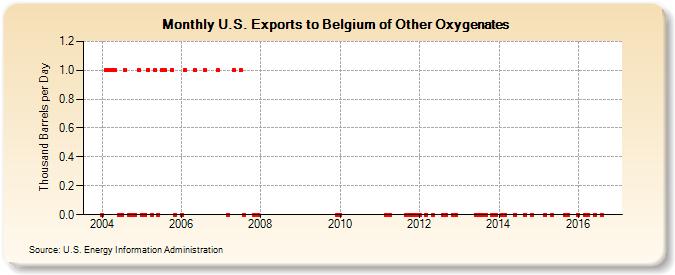 Monthly U.S. Exports to Belgium of Other Oxygenates
Thousand Barrels per Day
1.2
1.0
0.8
0.6
0.4
0.2
0.0
2004 2006 2008 2010 2012 2014 2016
Source: U.S. Energy Information Administration